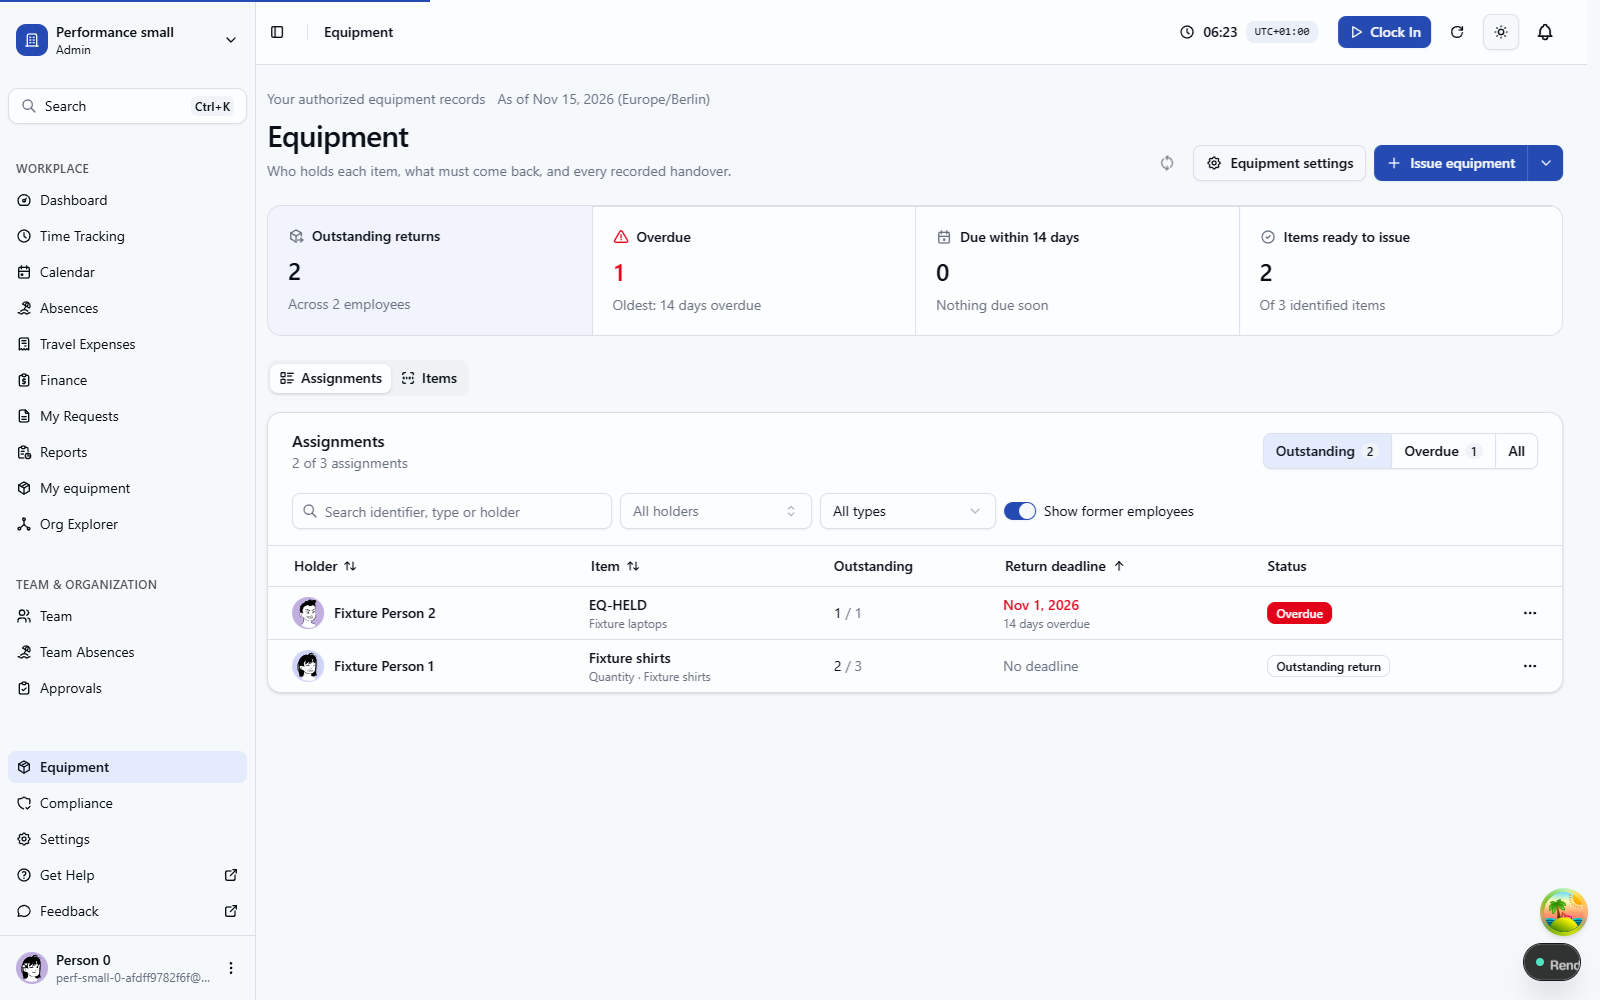 Performance small
Admin
Search
Ctrl+K
WORKPLACE
Dashboard
Time Tracking
Calendar
Absences
Travel Expenses
Finance
My Requests
Reports
My equipment
Org Explorer
TEAM & ORGANIZATION
Team
Team Absences
Approvals
Equipment
Compliance
Settings
Get Help
Feedback
Person 0
perf-small-0-afdff9782f6f@...
Equipment
06:23
UTC+01:00
Clock In
Your authorized equipment records As of Nov 15, 2026 (Europe/Berlin)
Equipment
Who holds each item, what must come back, and every recorded handover.
Equipment settings
Issue equipment
Outstanding returns
2
Across 2 employees
Overdue
1
Oldest: 14 days overdue
Due within 14 days
0
Nothing due soon
Items ready to issue
2
Of 3 identified items
Assignments
Items
Assignments
2 of 3 assignments
Outstanding 2
Overdue 1
All
Search identifier, type or holder
All holders
All types
Show former employees
Holder
Item
Outstanding
Return deadline
Status
Fixture Person 2
EQ-HELD
Fixture laptops
1 / 1
Nov 1, 2026
14 days overdue
Overdue
Fixture Person 1
Fixture shirts
Quantity · Fixture shirts
2 / 3
No deadline
Outstanding return